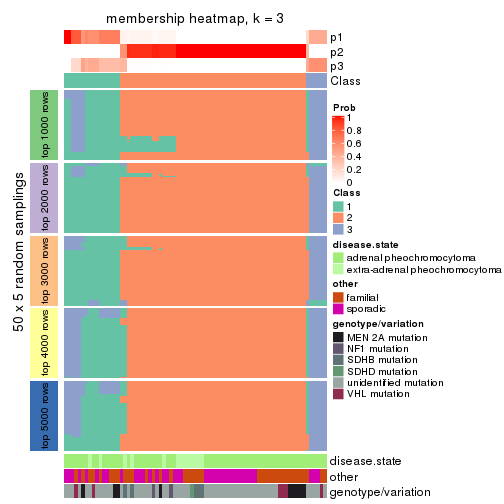 membership heatmap, k = 3
p1
p2
p3
Class
50 x 5 random samplings
top 1000 rows
top 2000 rows
top 3000 rows
top 4000 rows
top 5000 rows
Prob
1
0.8
0.6
0.4
0.2
0
Class
1
2
3
disease.state
adrenal pheochromocytoma
extra-adrenal pheochromocytoma
other
familial
sporadic
genotype/variation
MEN 2A mutation
NF1 mutation
SDHB mutation
SDHD mutation
unidentified mutation
VHL mutation
disease.state
other
genotype/variation